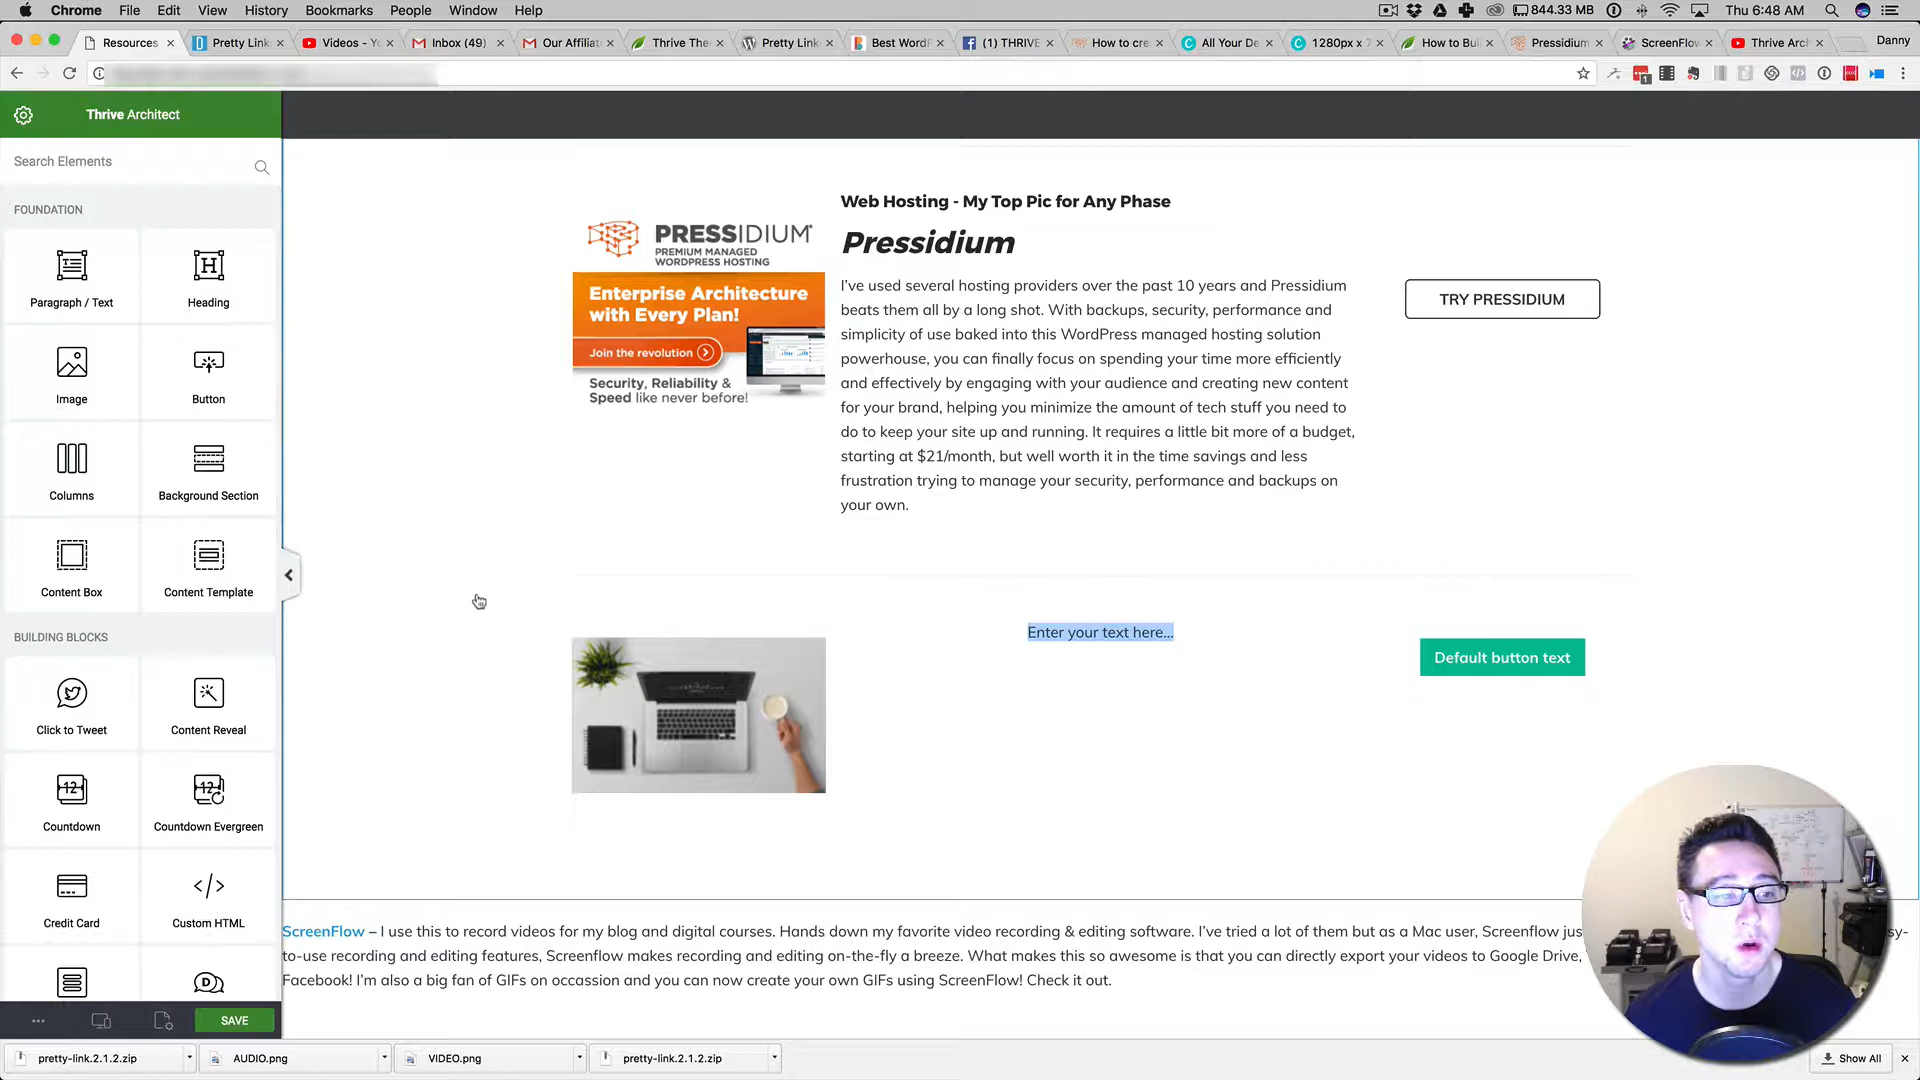 Chrome File Edit View History Bookmarks People Window Help 844.33 MB Thu 6:48 AM
Resources Pretty Link Videos - Yo Inbox (49) Our Affiliat Thrive The Pretty Link Best WordF (1) THRIVE How to cre All Your De 1280px x 7 How to Bui Pressidium ScreenFlow Thrive Arc Danny
Thrive Architect
Search Elements
FOUNDATION
Paragraph / Text Heading
Image Button
Columns Background Section
Content Box Content Template
BUILDING BLOCKS
Click to Tweet Content Reveal
12 12
Countdown Countdown Evergreen
Credit Card Custom HTML
SAVE
PRESSIDIUM
PREMIUM MANAGED
WORDPRESS HOSTING
Enterprise Architecture
with Every Plan!
Join the revolution
Security, Reliability &
Speed like never before!
Web Hosting - My Top Pic for Any Phase
Pressidium
I've used several hosting providers over the past 10 years and Pressidium
beats them all by a long shot. With backups, security, performance and
simplicity of use baked into this WordPress managed hosting solution
powerhouse, you can finally focus on spending your time more efficiently
and effectively by engaging with your audience and creating new content
for your brand, helping you minimize the amount of tech stuff you need to
do to keep your site up and running. It requires a little bit more of a budget,
starting at $21/month, but well worth it in the time savings and less
frustration trying to manage your security, performance and backups on
your own.
TRY PRESSIDIUM
Enter your text here...
Default button text
ScreenFlow – I use this to record videos for my blog and digital courses. Hands down my favorite video recording & editing software. I've tried a lot of them but as a Mac user, Screenflow jus
to-use recording and editing features, Screenflow makes recording and editing on-the-fly a breeze. What makes this so awesome is that you can directly export your videos to Google Drive,
Facebook! I'm also a big fan of GIFs on occassion and you can now create your own GIFs using ScreenFlow! Check it out.
pretty-link.2.1.2.zip AUDIO.png VIDEO.png pretty-link.2.1.2.zip Show All